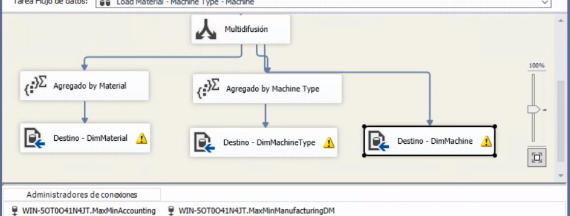 Tarea Flujo de datos: Load Material - Machine Type - Machine
Multidifusión
100%
Agregado by Material
Agregado by Machine Type
Destino - DimMaterial
Destino - DimMachineType
Destino - DimMachine
Administradores de conexiones
WIN-5OT0O41N4JT.MaxMinAccounting WIN-5OT0O41N4JT.MaxMinManufacturingDM